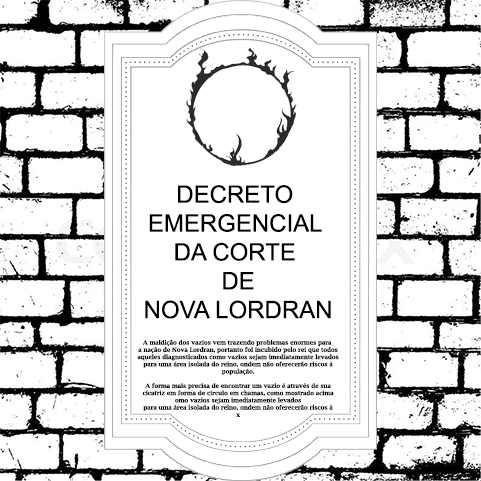 DECRETO
EMERGENCIAL
DA CORTE
DE
NOVA LORDRAN
A maldição dos vazios vem trazendo problemas enormes para
a nação de Nova Lordran, portanto foi incubido pelo rei que todos
aqueles diagnosticados como vazios sejam imediatamente levados
para uma área isolada do reino, ondem não oferecerão riscos à
população.
A forma mais precisa de encontrar um vazio é através de sua
cicatriz em forma de circulo em chamas, como mostrado acima
omo vazios sejam imediatamente levados
para uma área isolada do reino, ondem não oferecerão riscos à
x